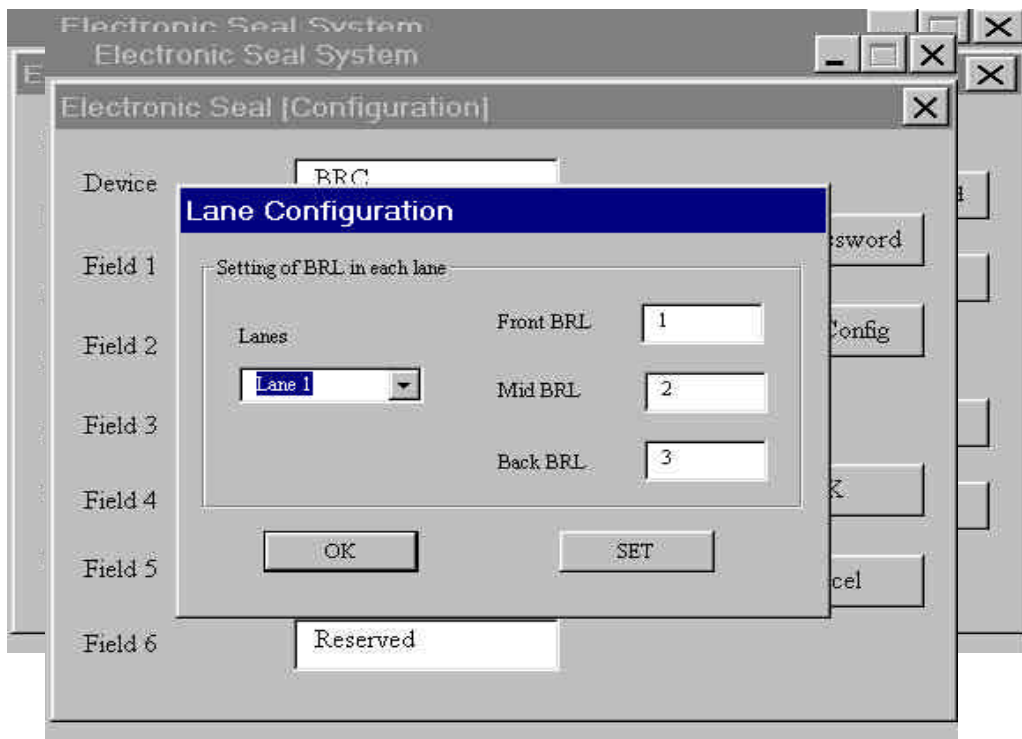 Electronic Seal System
Electronic Seal System
Electronic Seal [Configuration]
Device BRC
Lane Configuration
Setting of BRL in each lane
Lanes
Lane 1
Front BRL 1
Mid BRL 2
Back BRL 3
OK SET
Field 1
Field 2
Field 3
Field 4
Field 5
Field 6 Reserved
ssword
Config
K
cel